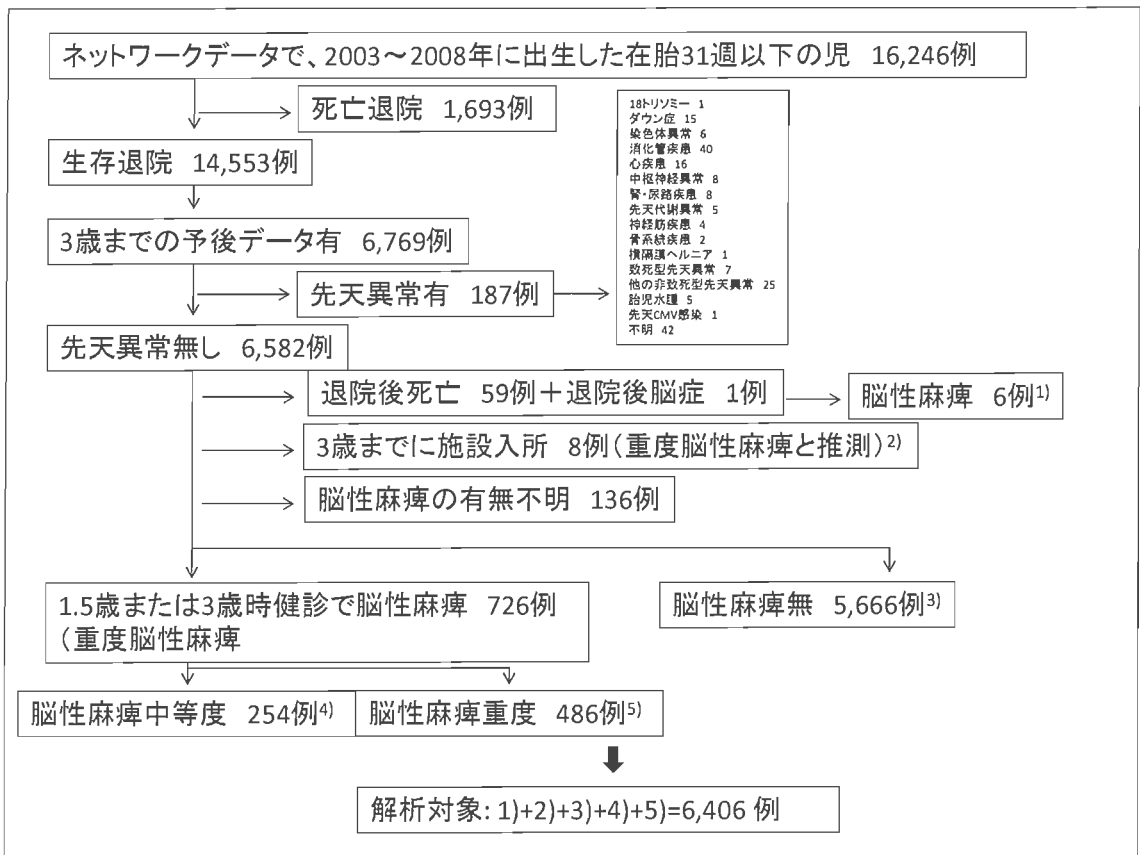 ネットワークデータで、2003～2008年に出生した在胎31週以下の児 16,246例
死亡退院 1,693例
18トリソミー 1
ダウン症 15
染色体異常 6
消化管疾患 40
心疾患 16
中枢神経異常 8
腎・尿路疾患 8
先天代謝異常 5
神経筋疾患 4
骨系統疾患 2
横隔膜ヘルニア 1
致死型先天異常 7
他の非致死型先天異常 25
胎児水腫 5
先天CMV感染 1
不明 42
生存退院 14,553例
3歳までの予後データ有 6,769例
先天異常有 187例
先天異常無し 6,582例
退院後死亡 59例＋退院後脳症 1例
脳性麻痺 6例1)
3歳までに施設入所 8例（重度脳性麻痺と推測）2)
脳性麻痺の有無不明 136例
1.5歳または3歳時健診で脳性麻痺 726例
（重度脳性麻痺
脳性麻痺無 5,666例3)
脳性麻痺中等度 254例4)
脳性麻痺重度 486例5)
解析対象: 1)+2)+3)+4)+5)=6,406 例